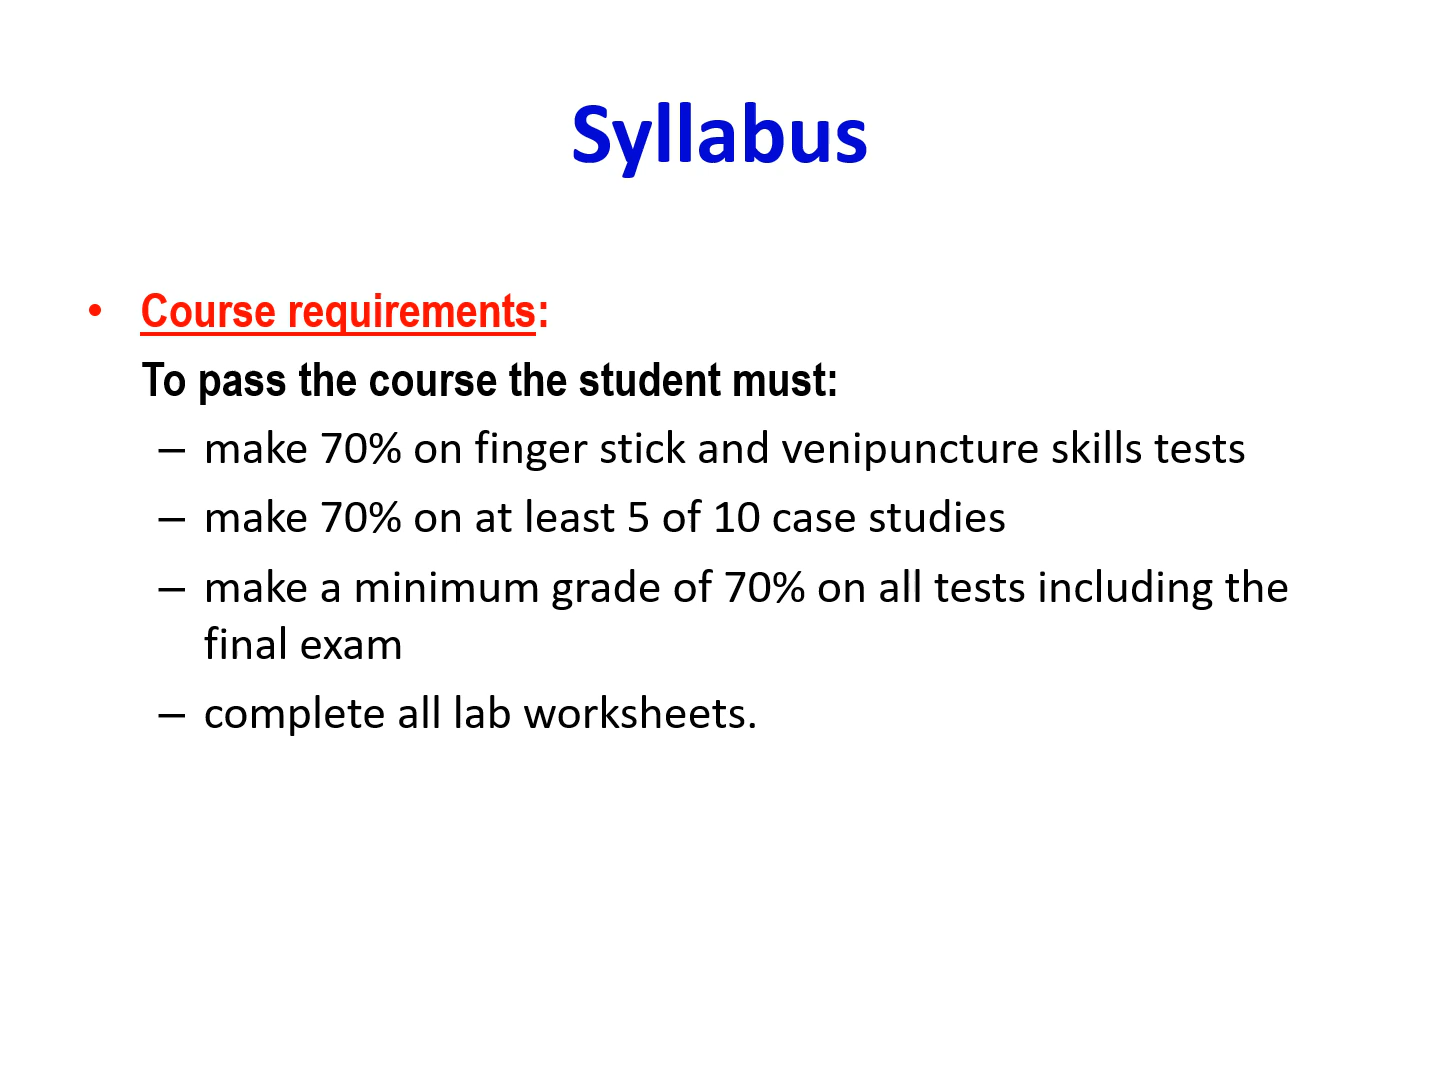 Syllabus
• Course requirements:
To pass the course the student must:
– make 70% on finger stick and venipuncture skills tests
– make 70% on at least 5 of 10 case studies
– make a minimum grade of 70% on all tests including the
final exam
– complete all lab worksheets.